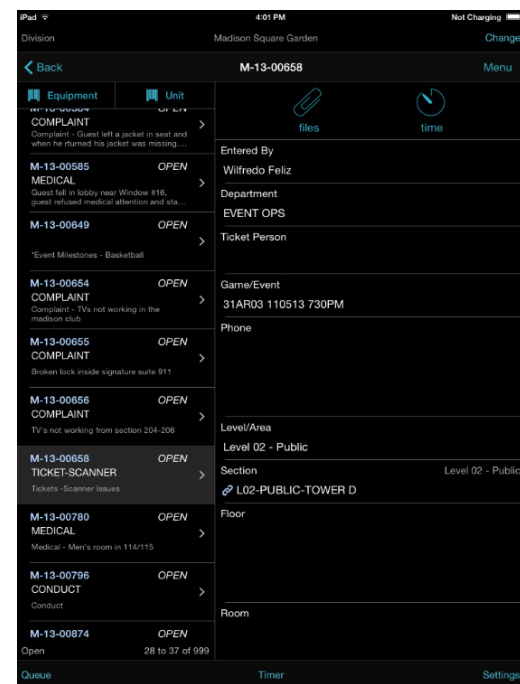 iPad 4:01 PM Not Charging
Division Madison Square Garden Change
Back M-13-00658 Menu
Equipment Unit
COMPLAINT
Complaint - Guest left a jacket in seat and
when he rturned his jacket was missing....
M-13-00585 OPEN
MEDICAL
Guest fell in lobby near Window #16,
guest refused medical attention and sta...
M-13-00649 OPEN
*Event Milestones - Basketball
M-13-00654 OPEN
COMPLAINT
Complaint - TVs not working in the
madison club
M-13-00655 OPEN
COMPLAINT
Broken lock inside signature suite 911
M-13-00656 OPEN
COMPLAINT
TV's not working from section 204-206
M-13-00658 OPEN
TICKET-SCANNER
Tickets -Scanner Issues
M-13-00780 OPEN
MEDICAL
Medical - Men's room in 114/115
M-13-00796 OPEN
CONDUCT
Conduct
M-13-00874 OPEN
Open 28 to 37 of 999
files time
Entered By
Wilfredo Feliz
Department
EVENT OPS
Ticket Person
Game/Event
31AR03 110513 730PM
Phone
Level/Area
Level 02 - Public
Section Level 02 - Public
L02-PUBLIC-TOWER D
Floor
Room
Queue Timer Settings